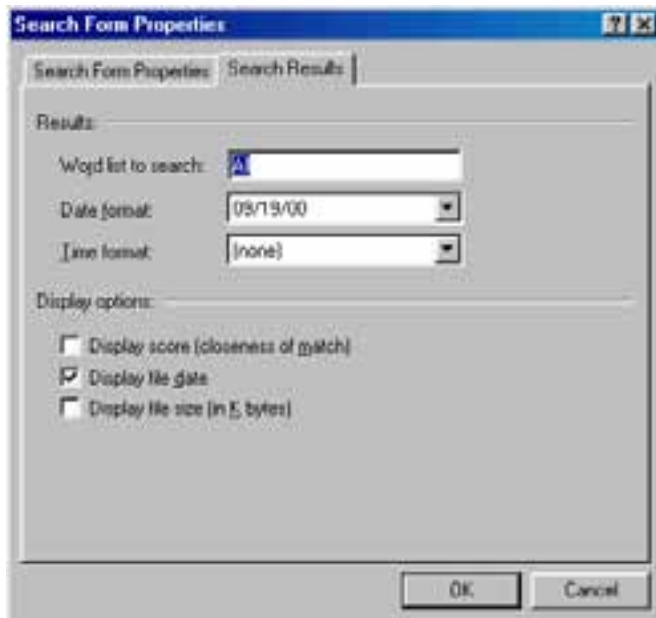 Search Form Properties
Search Form Properties Search Results
Results:
Word list to search: All
Date format: 09/19/00
Time format: (none)
Display options:
Display score (closeness of match)
Display file date
Display file size (in K bytes)
OK Cancel